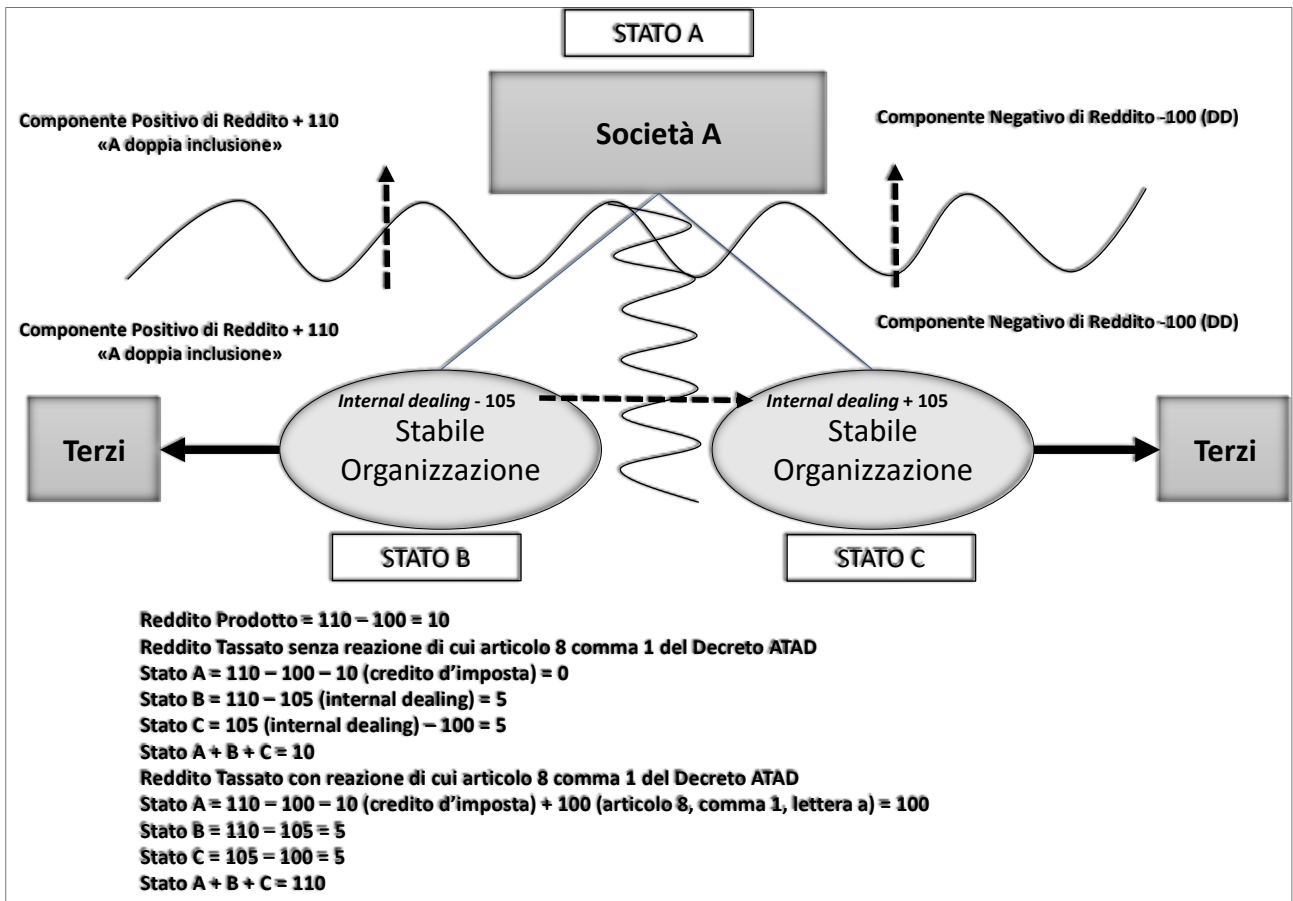 STATO A
Società A
Componente Positivo di Reddito + 110
«A doppia inclusione»
Componente Negativo di Reddito -100 (DD)
Componente Positivo di Reddito + 110
«A doppia inclusione»
Componente Negativo di Reddito -100 (DD)
Internal dealing - 105
Stabile
Organizzazione
Internal dealing + 105
Stabile
Organizzazione
Terzi
Terzi
STATO B
STATO C
Reddito Prodotto = 110 – 100 = 10
Reddito Tassato senza reazione di cui articolo 8 comma 1 del Decreto ATAD
Stato A = 110 – 100 – 10 (credito d’imposta) = 0
Stato B = 110 – 105 (internal dealing) = 5
Stato C = 105 (internal dealing) – 100 = 5
Stato A + B + C = 10
Reddito Tassato con reazione di cui articolo 8 comma 1 del Decreto ATAD
Stato A = 110 – 100 – 10 (credito d’imposta) + 100 (articolo 8, comma 1, lettera a) = 100
Stato B = 110 – 105 = 5
Stato C = 105 – 100 = 5
Stato A + B + C = 110